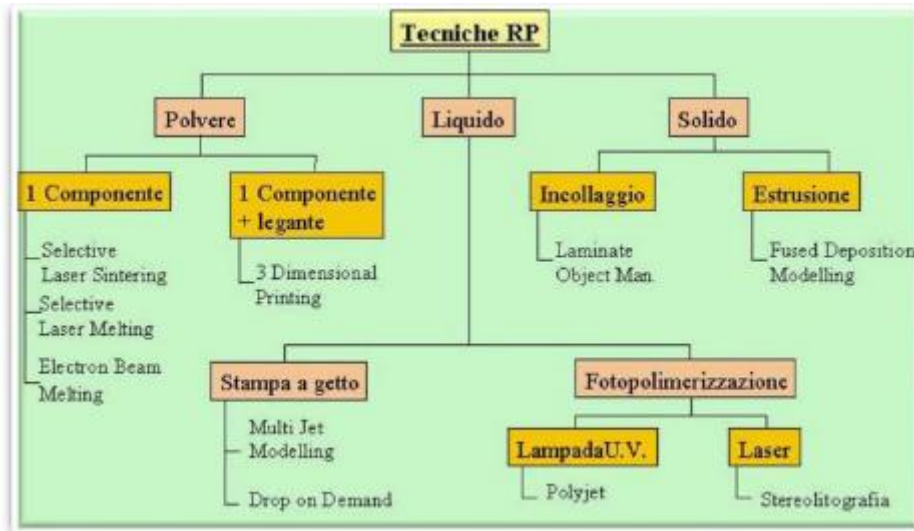 Tecniche RP
Polvere
Liquido
Solido
1 Componente
1 Componente
+ legante
Incollaggio
Estrusione
Selective
Laser Sintering
Selective
Laser Melting
Electron Beam
Melting
3 Dimensional
Printing
Laminate
Object Man.
Fused Deposition
Modelling
Stampa a getto
Fotopolimerizzazione
Multi Jet
Modelling
Drop on Demand
LampadaU.V.
Laser
Polyjet
Stereolitografia